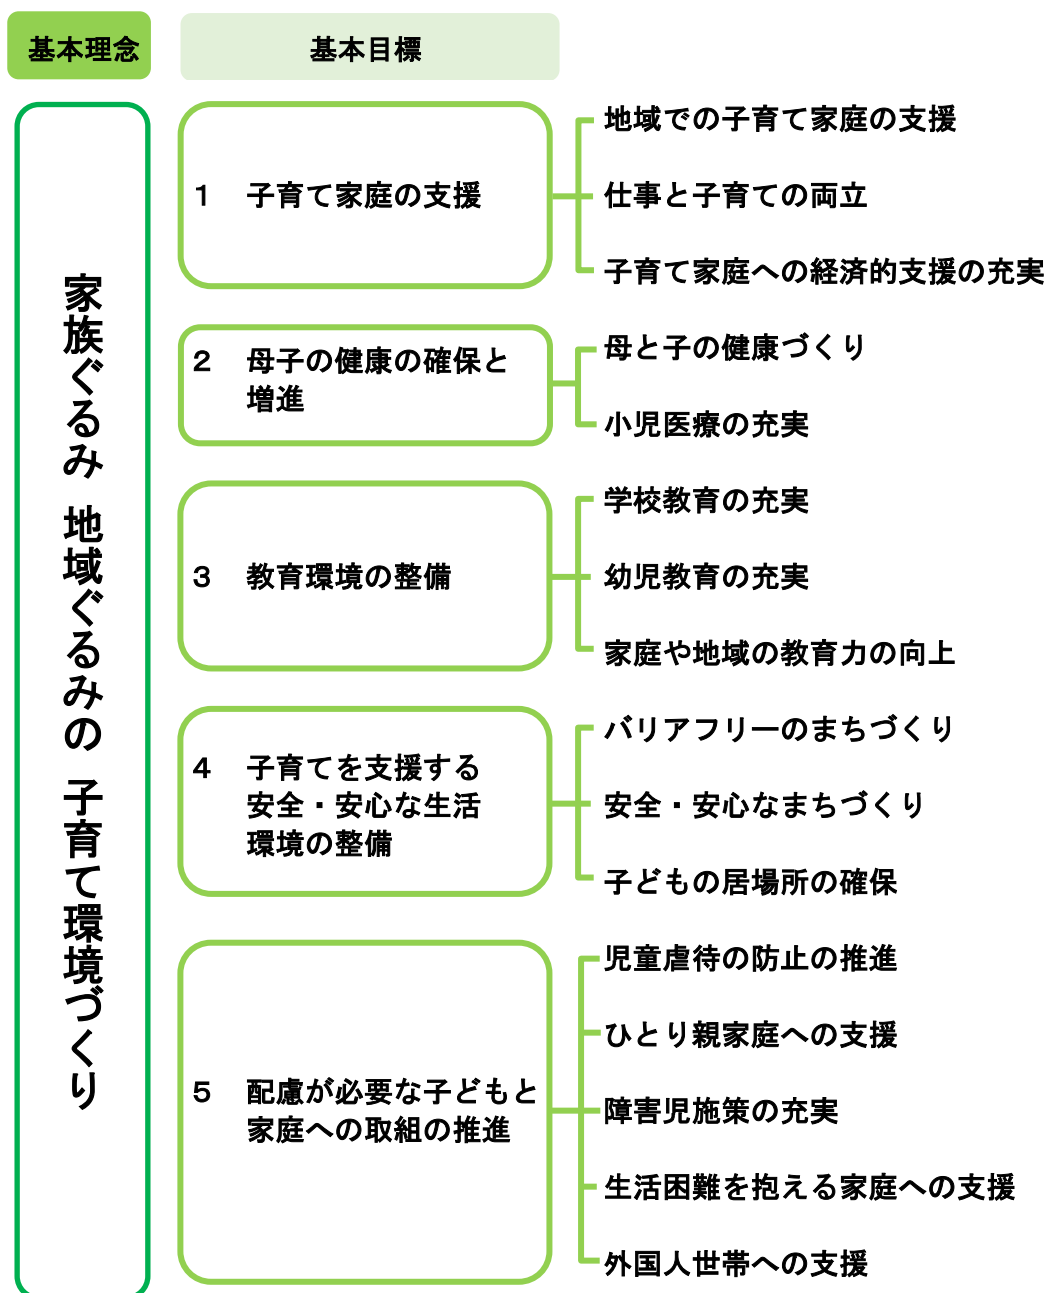 基本理念
基本目標
家族ぐるみ 地域ぐるみの 子育て環境づくり
1 子育て家庭の支援
地域での子育て家庭の支援
仕事と子育ての両立
子育て家庭への経済的支援の充実
2 母子の健康の確保と
増進
母と子の健康づくり
小児医療の充実
3 教育環境の整備
学校教育の充実
幼児教育の充実
家庭や地域の教育力の向上
4 子育てを支援する
安全・安心な生活
環境の整備
バリアフリーのまちづくり
安全・安心なまちづくり
子どもの居場所の確保
5 配慮が必要な子どもと
家庭への取組の推進
児童虐待の防止の推進
ひとり親家庭への支援
障害児施策の充実
生活困難を抱える家庭への支援
外国人世帯への支援